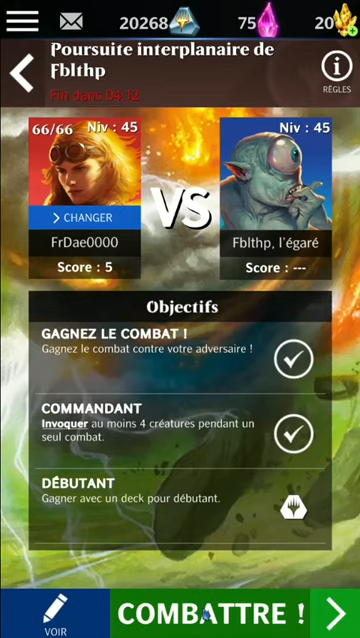 20268 75 20
Poursuite interplanaire de
Fblthp
Fin dans 04:12
RÈGLES
66/66 Niv : 45
Niv : 45
> CHANGER
VS
FrDae0000
Fblthp, l'égaré
Score : 5
Score : ---
Objectifs
GAGNEZ LE COMBAT !
Gagnez le combat contre votre adversaire !
COMMANDANT
Invoquer au moins 4 créatures pendant un
seul combat.
DÉBUTANT
Gagner avec un deck pour débutant.
VOIR
COMBATTRE !